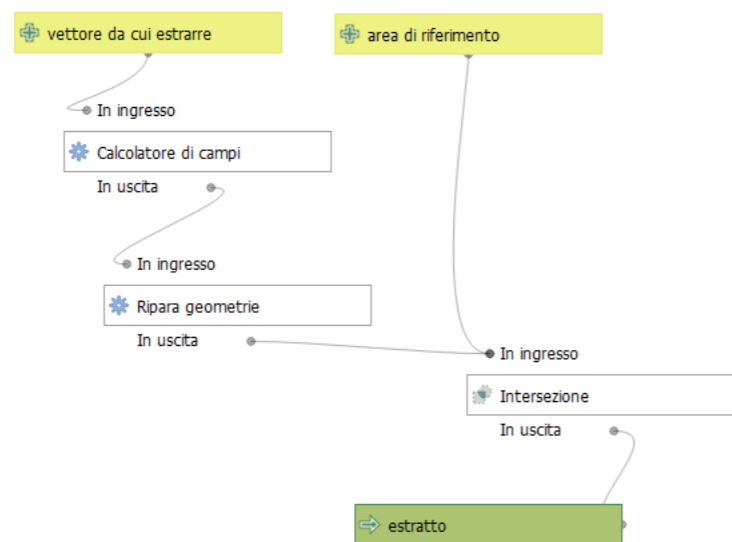 vettore da cui estrarre
area di riferimento
In ingresso
Calcolatore di campi
In uscita
In ingresso
Ripara geometrie
In uscita
In ingresso
Intersezione
In uscita
estratto